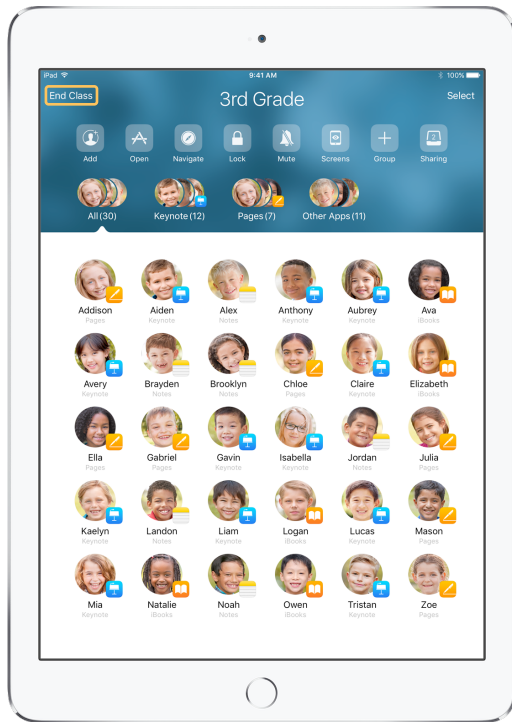 iPad 9:41 AM 100%
End Class 3rd Grade Select
Add Open Navigate Lock Mute Screens Group Sharing
2
All (30) Keynote (12) Pages (7) Other Apps (11)
Addison Aiden Alex Anthony Aubrey Ava
Pages Keynote Notes Keynote Keynote iBooks
Avery Brayden Brooklyn Chloe Claire Elizabeth
Keynote Notes Notes Pages Keynote iBooks
Ella Gabriel Gavin Isabella Jordan Julia
Pages Pages Keynote Keynote Notes Pages
Kaelyn Landon Liam Logan Lucas Mason
Keynote Notes Keynote iBooks Keynote Pages
Mia Natalie Noah Owen Tristan Zoe
Keynote iBooks Notes iBooks Keynote Pages